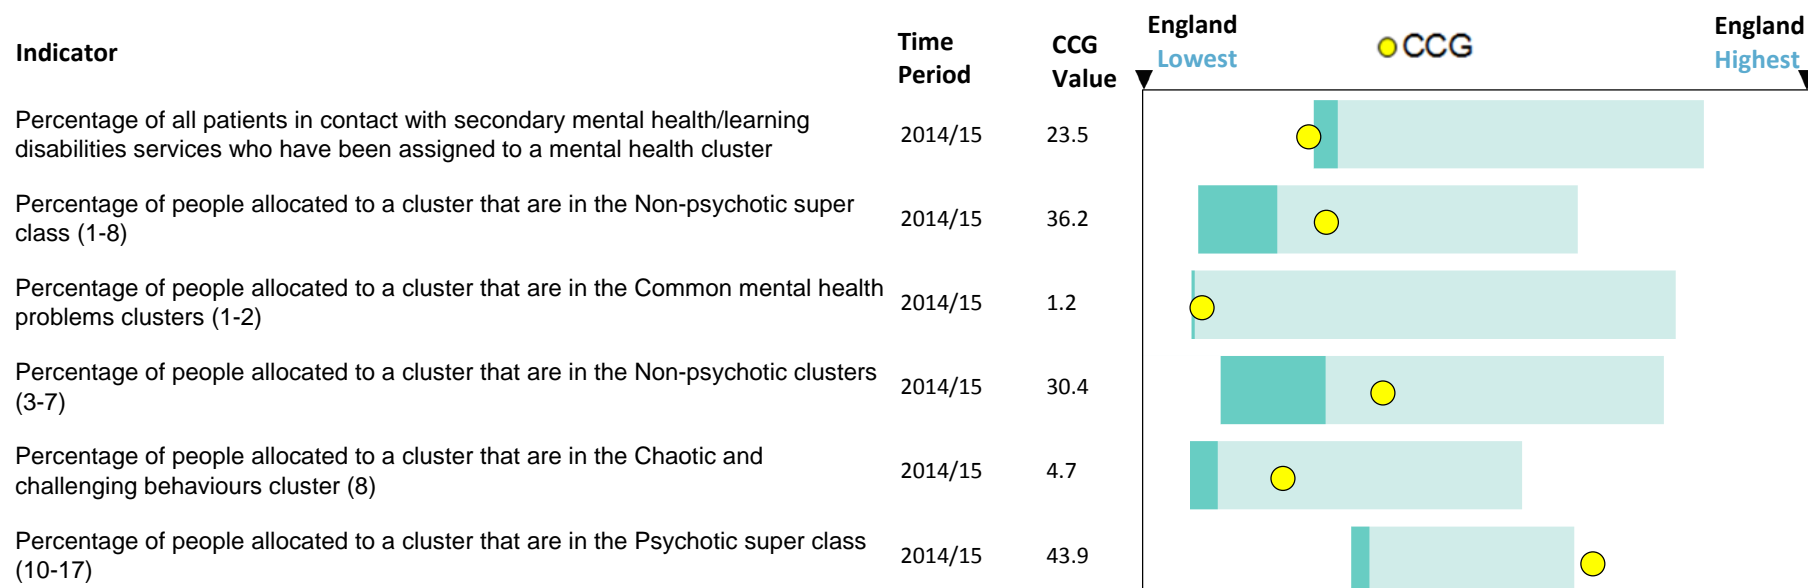 Indicator
Time
Period
CCG
Value
England
Lowest
CCG
England
Highest
Percentage of all patients in contact with secondary mental health/learning
disabilities services who have been assigned to a mental health cluster
2014/15
23.5
Percentage of people allocated to a cluster that are in the Non-psychotic super
class (1-8)
2014/15
36.2
Percentage of people allocated to a cluster that are in the Common mental health
problems clusters (1-2)
2014/15
1.2
Percentage of people allocated to a cluster that are in the Non-psychotic clusters
(3-7)
2014/15
30.4
Percentage of people allocated to a cluster that are in the Chaotic and
challenging behaviours cluster (8)
2014/15
4.7
Percentage of people allocated to a cluster that are in the Psychotic super class
(10-17)
2014/15
43.9